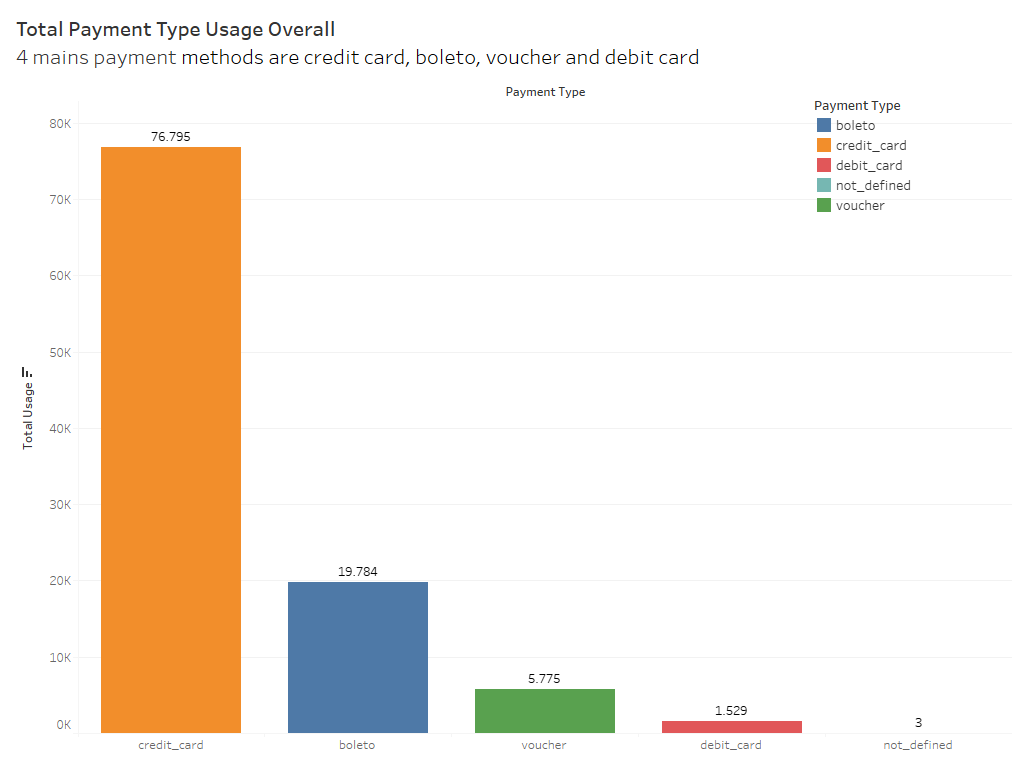 Total Payment Type Usage Overall
4 mains payment methods are credit card, boleto, voucher and debit card
Payment Type
Payment Type
boleto
credit_card
debit_card
not_defined
voucher
Total Usage
80K
70K
60K
50K
40K
30K
20K
10K
0K
76.795
19.784
5.775
1.529
3
credit_card
boleto
voucher
debit_card
not_defined